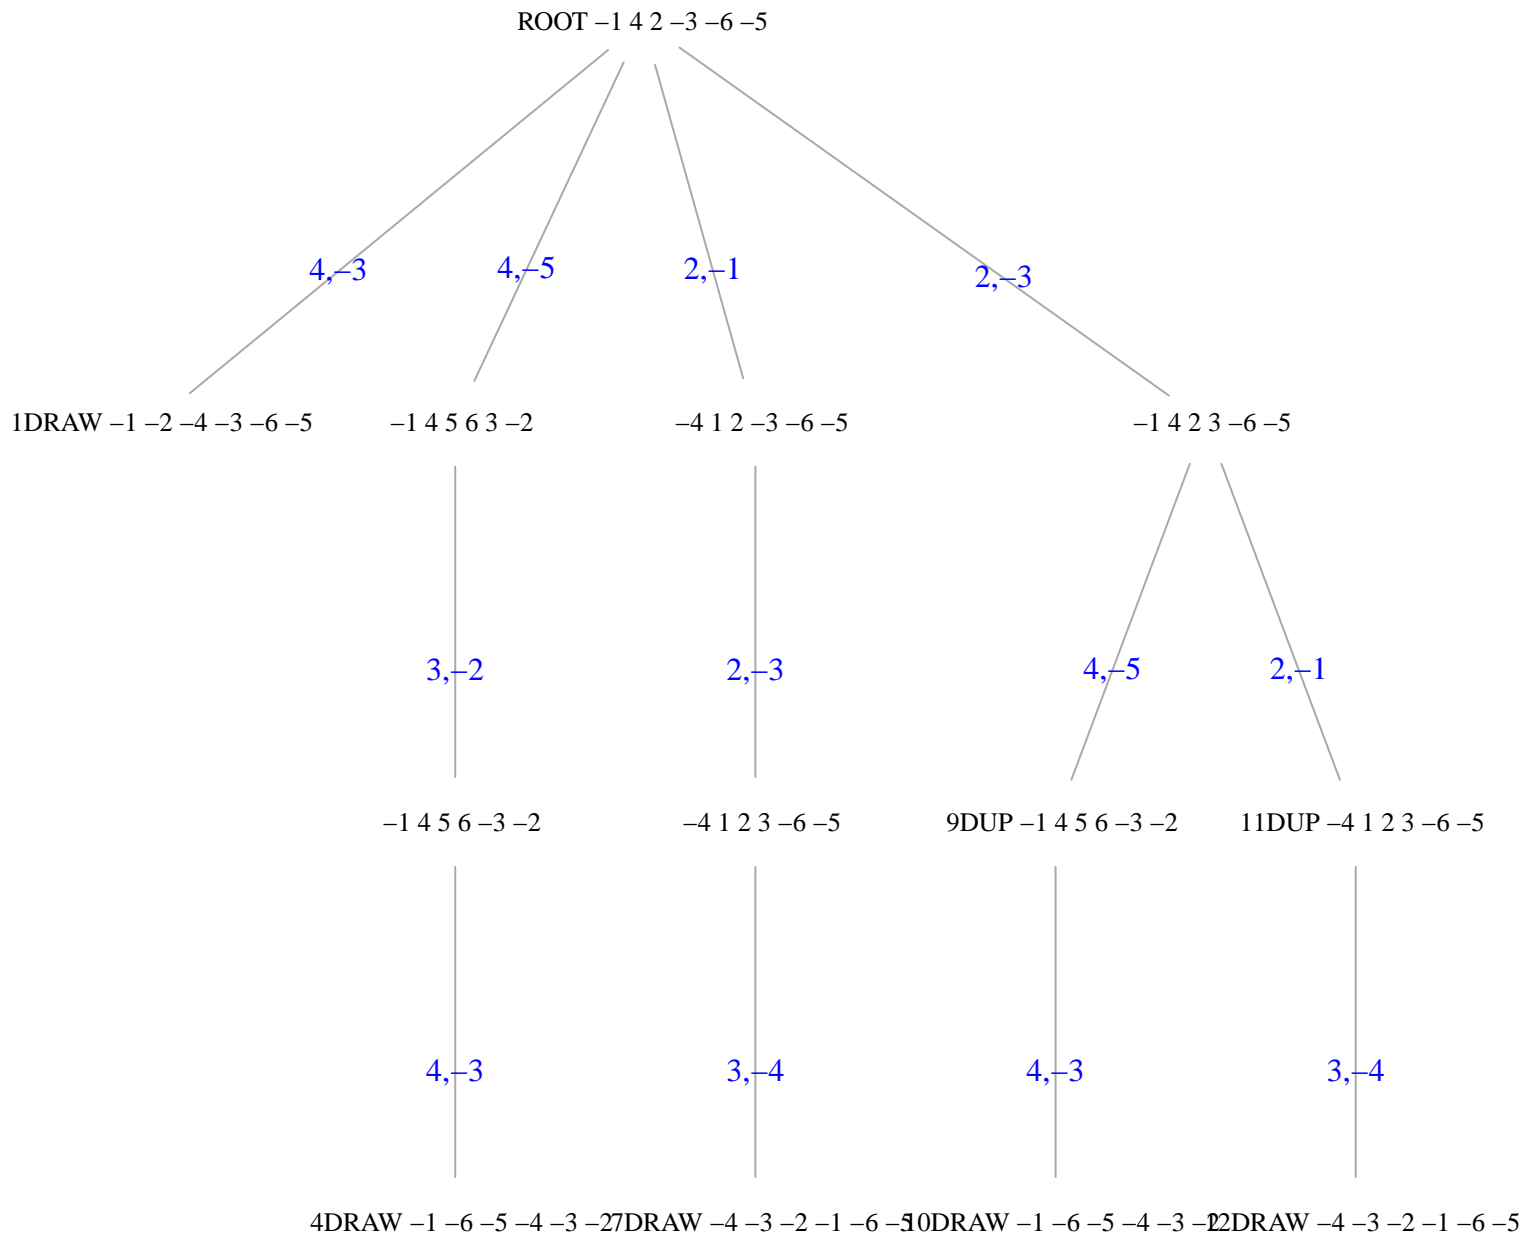 ROOT –1 4 2 –3 –6 –5
4,–3 4,–5 2,–1 2,–3
1DRAW –1 –2 –4 –3 –6 –5 –1 4 5 6 3 –2 –4 1 2 –3 –6 –5 –1 4 2 3 –6 –5
3,–2 2,–3 4,–5 2,–1
–1 4 5 6 –3 –2 –4 1 2 3 –6 –5 9DUP –1 4 5 6 –3 –2 11DUP –4 1 2 3 –6 –5
4,–3 3,–4 4,–3 3,–4
4DRAW –1 –6 –5 –4 –3 –2 7DRAW –4 –3 –2 –1 –6 –5 10DRAW –1 –6 –5 –4 –3 –2 12DRAW –4 –3 –2 –1 –6 –5